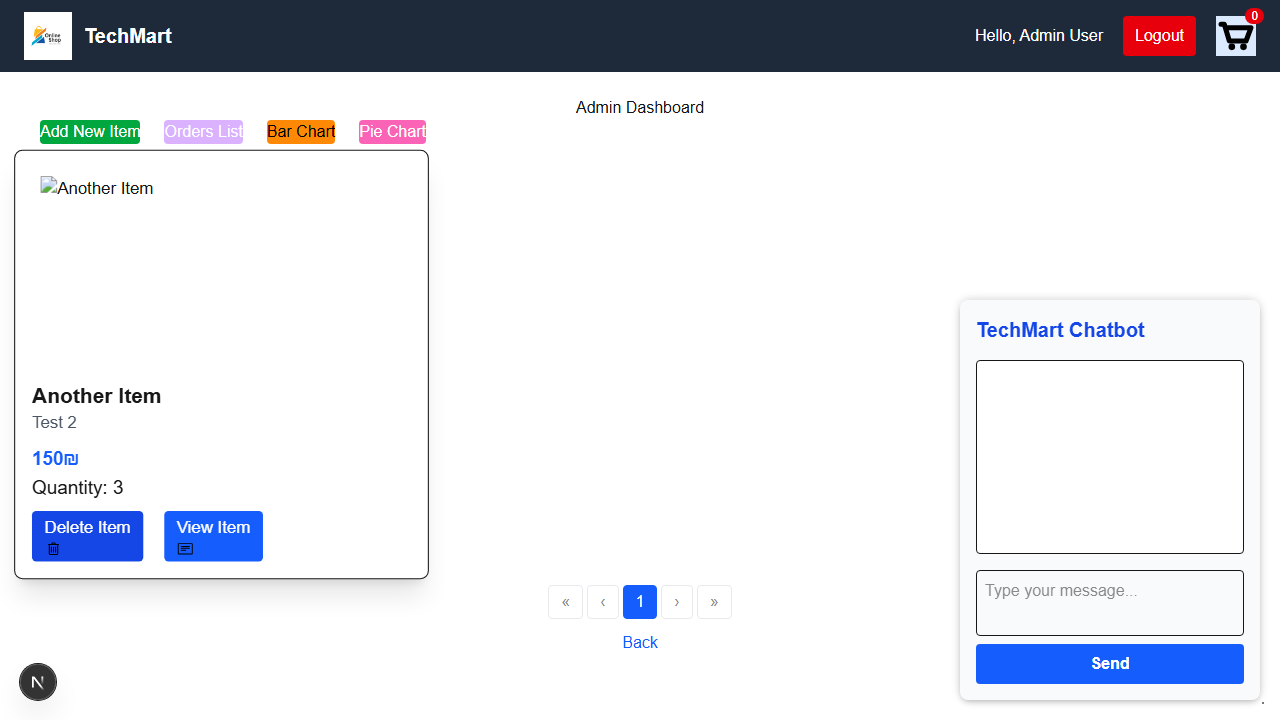 Online
Shop
TechMart
Hello, Admin User
Logout
0
Admin Dashboard
Add New Item
Orders List
Bar Chart
Pie Chart
Another Item
Another Item
Test 2
150₪
Quantity: 3
Delete Item
View Item
« ‹ 1 › »
Back
TechMart Chatbot
Type your message...
Send
N
.